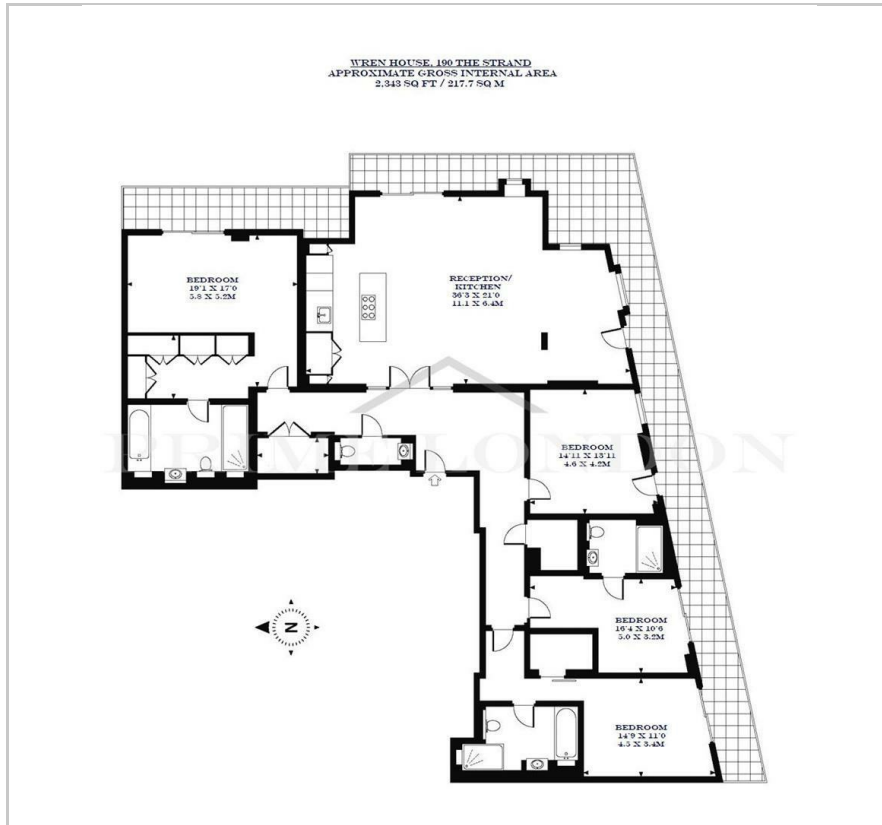 WREN HOUSE, 190 THE STRAND
APPROXIMATE GROSS INTERNAL AREA
2,343 SQ FT / 217.7 SQ M
BEDROOM
19'1 X 17'0
5.8 X 5.2M
RECEPTION/
KITCHEN
36'3 X 21'0
11.1 X 6.4M
PRIME LONDON
BEDROOM
14'11 X 13'11
4.6 X 4.2M
BEDROOM
16'4 X 10'6
5.0 X 3.2M
N
BEDROOM
14'9 X 11'0
4.5 X 3.4M